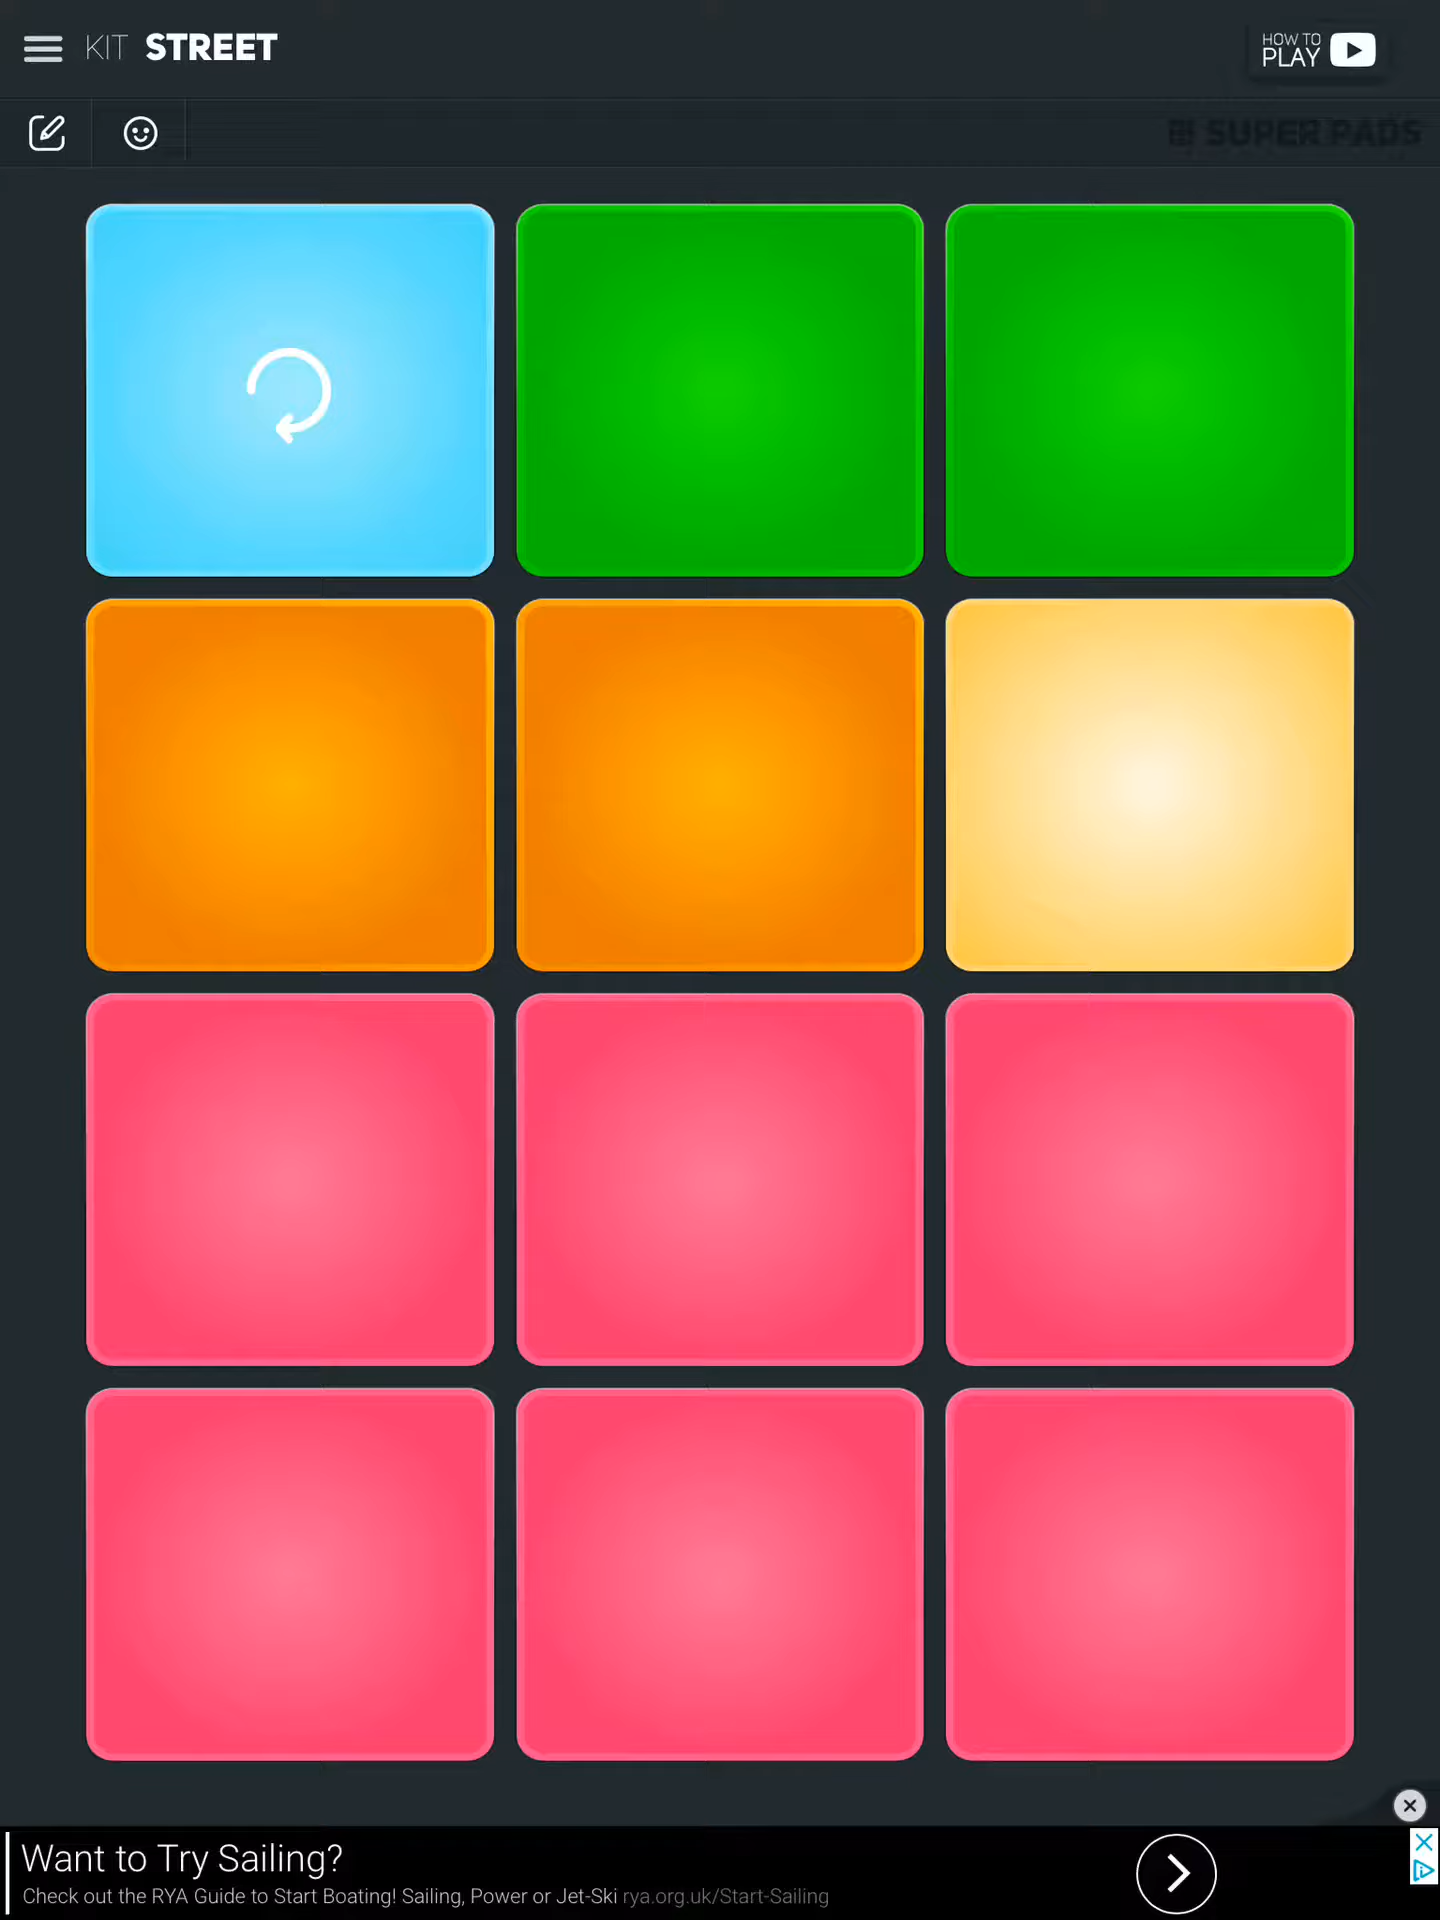 KIT STREET
HOW TO
PLAY
SUPER PADS
Want to Try Sailing?
Check out the RYA Guide to Start Boating! Sailing, Power or Jet-Ski rya.org.uk/Start-Sailing